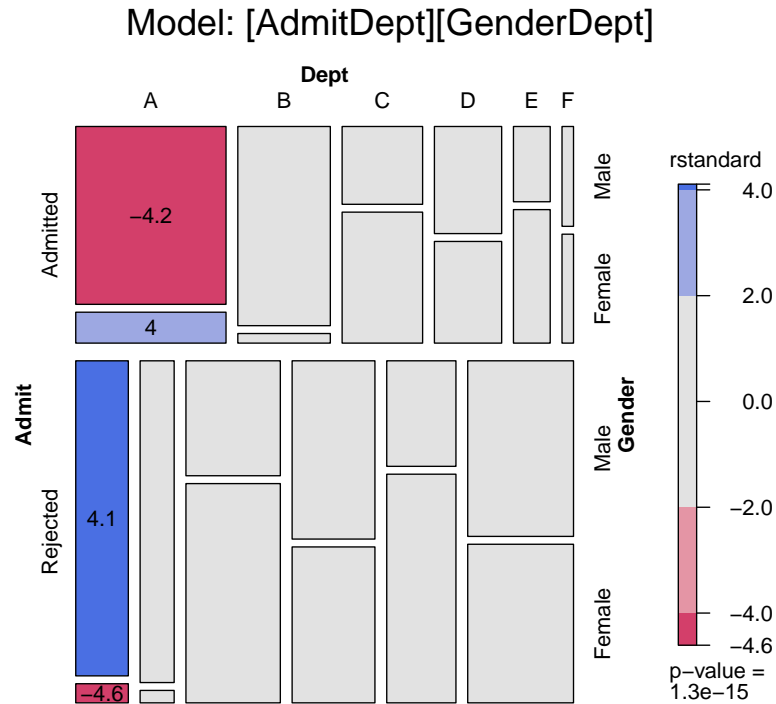 Model: [AdmitDept][GenderDept]
Dept
A B C D E F
Admit
Admitted
Rejected
−4.2
4
4.1
−4.6
Male
Female
Male
Female
Gender
rstandard
4.0
2.0
0.0
−2.0
−4.0
−4.6
p−value =
1.3e−15